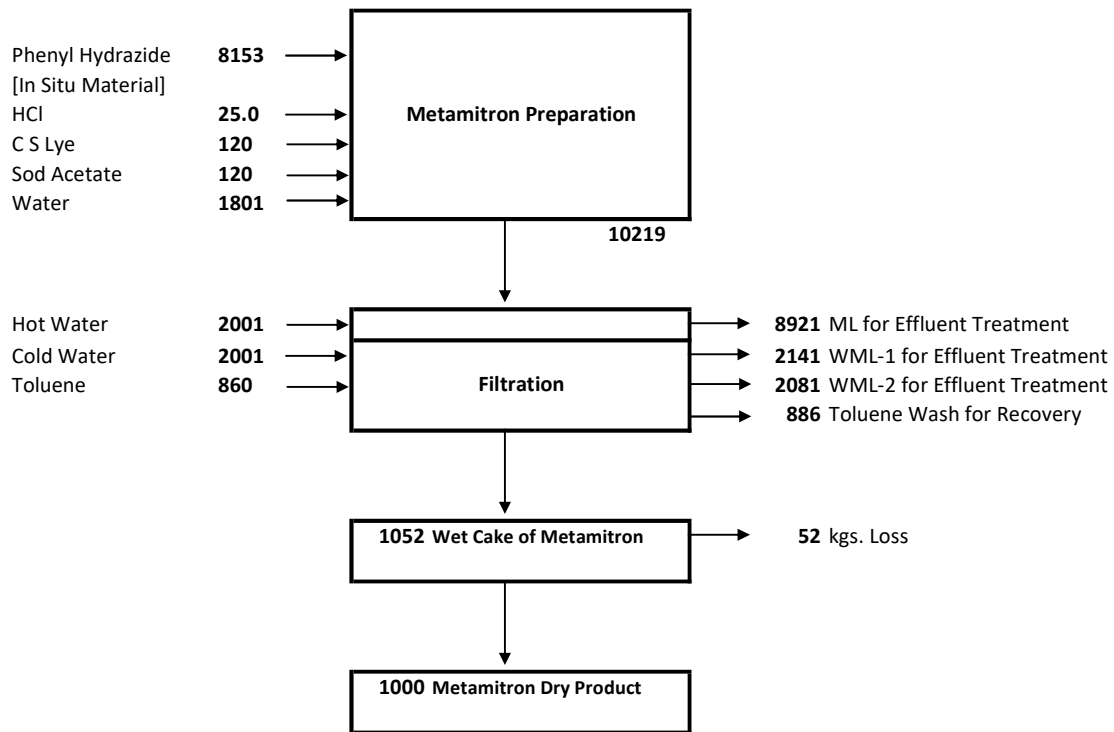 Phenyl Hydrazide 8153
[In Situ Material]
HCl 25.0
Metamitron Preparation
C S Lye 120
Sod Acetate 120
Water 1801
10219
Hot Water 2001
8921 ML for Effluent Treatment
Cold Water 2001
2141 WML-1 for Effluent Treatment
Toluene 860
Filtration
2081 WML-2 for Effluent Treatment
886 Toluene Wash for Recovery
1052 Wet Cake of Metamitron
52 kgs. Loss
1000 Metamitron Dry Product